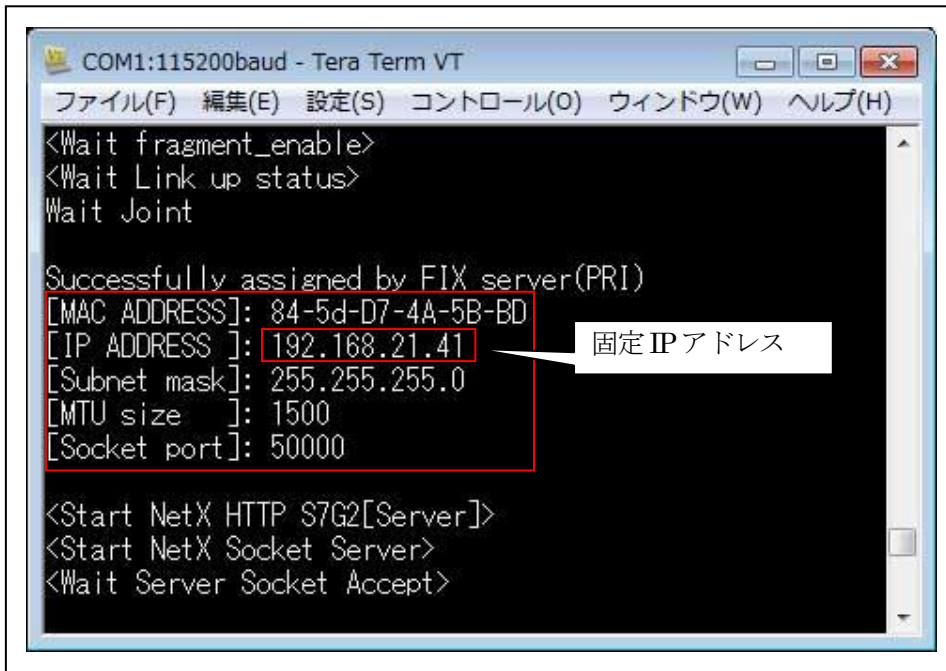 COM1:115200baud - Tera Term VT
ファイル(F) 編集(E) 設定(S) コントロール(O) ウィンドウ(W) ヘルプ(H)
<Wait fragment_enable>
<Wait Link up status>
Wait Joint
Successfully assigned by FIX server(PRI)
[MAC ADDRESS]: 84-5d-D7-4A-5B-BD
[IP ADDRESS ]: 192.168.21.41
固定IPアドレス
[Subnet mask]: 255.255.255.0
[MTU size   ]: 1500
[Socket port]: 50000
<Start NetX HTTP S7G2[Server]>
<Start NetX Socket Server>
<Wait Server Socket Accept>